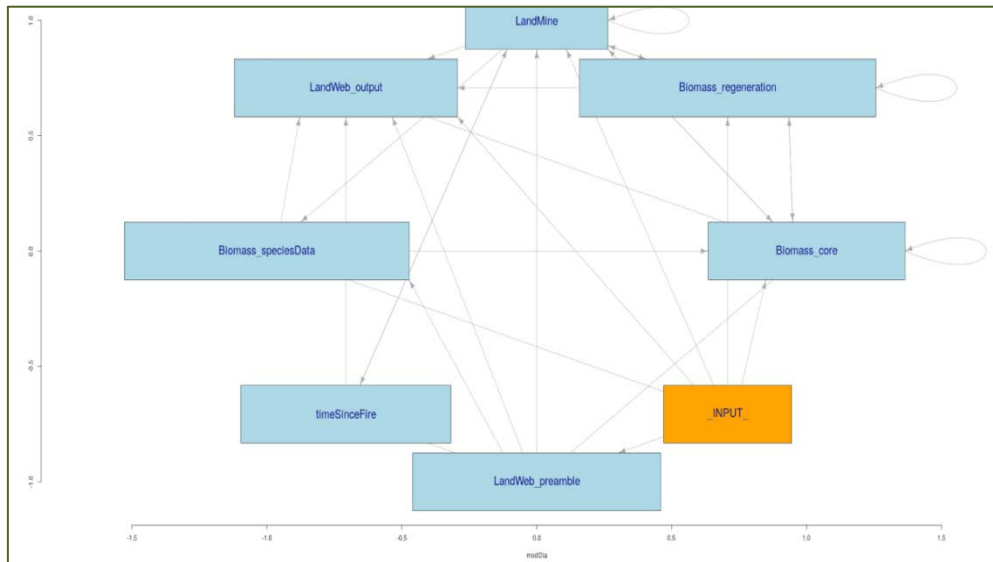 1.0
LandMine
LandWeb_output
Biomass_regeneration
0.5
Biomass_speciesData
0.0
Biomass_core
-0.5
timeSinceFire
_INPUT_
-1.0
LandWeb_preamble
-1.5
-1.0
-0.5
0.0
0.5
1.0
1.5
modDia